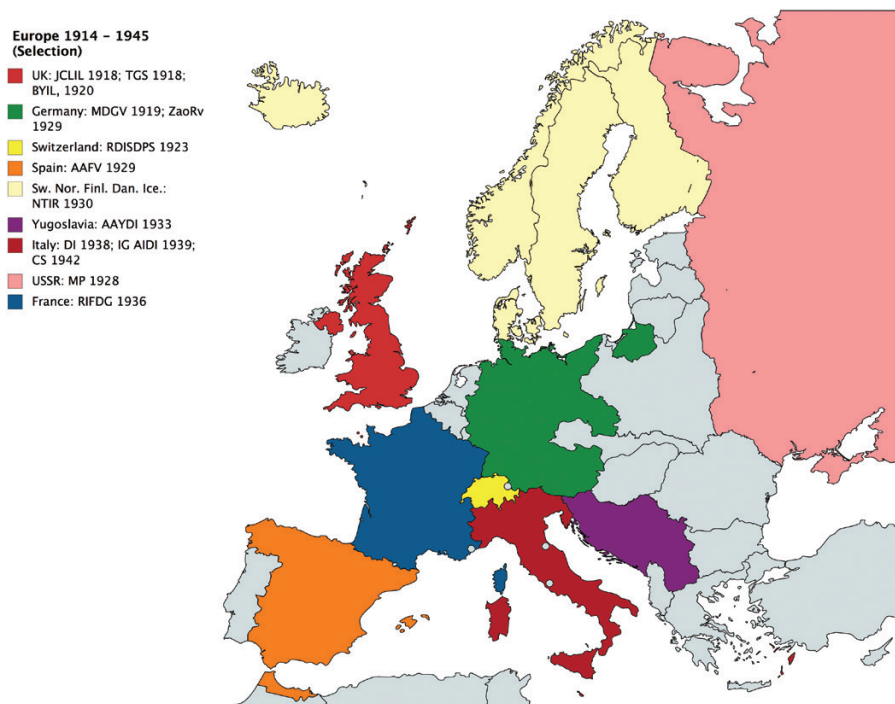 Europe 1914 – 1945
(Selection)
UK: JCLIL 1918; TGS 1918;
BYIL, 1920
Germany: MDGV 1919; ZaoRv
1929
Switzerland: RDISDPS 1923
Spain: AAFV 1929
Sw. Nor. Finl. Dan. Ice.:
NTIR 1930
Yugoslavia: AAYDI 1933
Italy: DI 1938; IG AIDI 1939;
CS 1942
USSR: MP 1928
France: RIFDG 1936